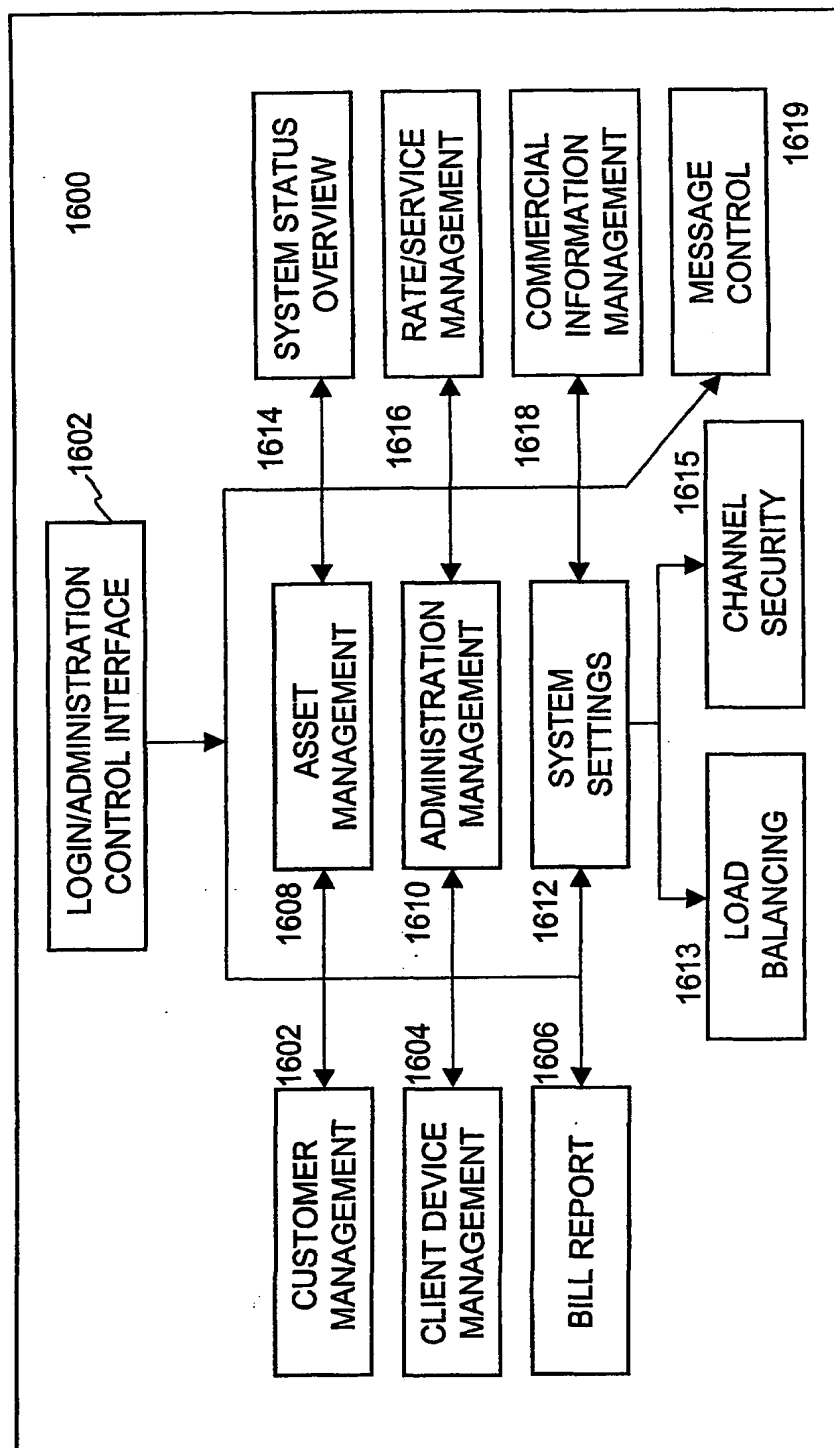 1600
LOGIN/ADMINISTRATION
CONTROL INTERFACE
1602
CUSTOMER
MANAGEMENT
1602
1608
ASSET
MANAGEMENT
1614
SYSTEM STATUS
OVERVIEW
CLIENT DEVICE
MANAGEMENT
1604
1610
ADMINISTRATION
MANAGEMENT
1616
RATE/SERVICE
MANAGEMENT
BILL REPORT
1606
1612
SYSTEM
SETTINGS
1618
COMMERCIAL
INFORMATION
MANAGEMENT
1613
LOAD
BALANCING
1615
CHANNEL
SECURITY
MESSAGE
CONTROL
1619